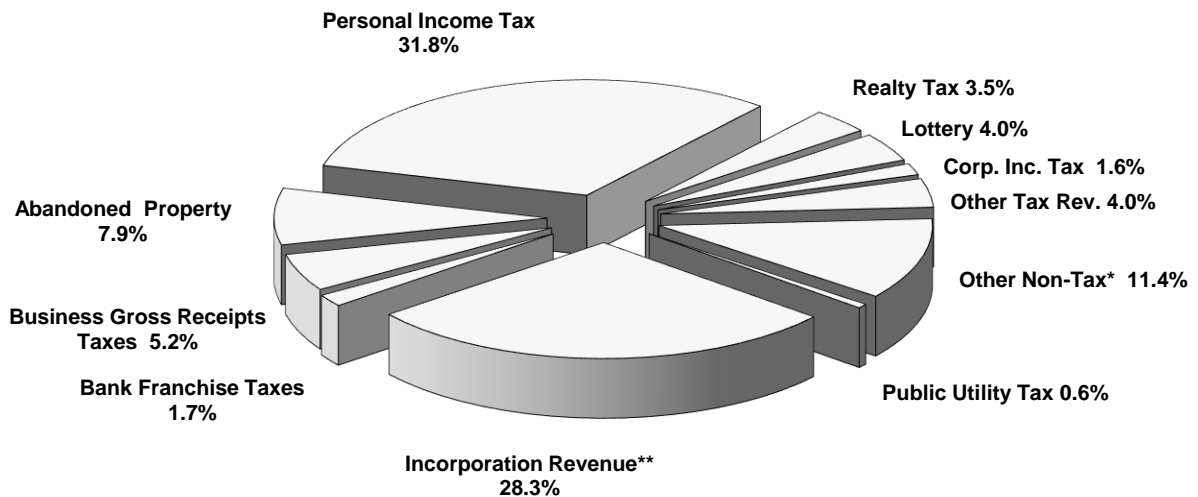 Personal Income Tax
31.8%
Realty Tax 3.5%
Lottery 4.0%
Corp. Inc. Tax 1.6%
Other Tax Rev. 4.0%
Other Non-Tax* 11.4%
Public Utility Tax 0.6%
Incorporation Revenue**
28.3%
Bank Franchise Taxes
1.7%
Business Gross Receipts
Taxes 5.2%
Abandoned Property
7.9%